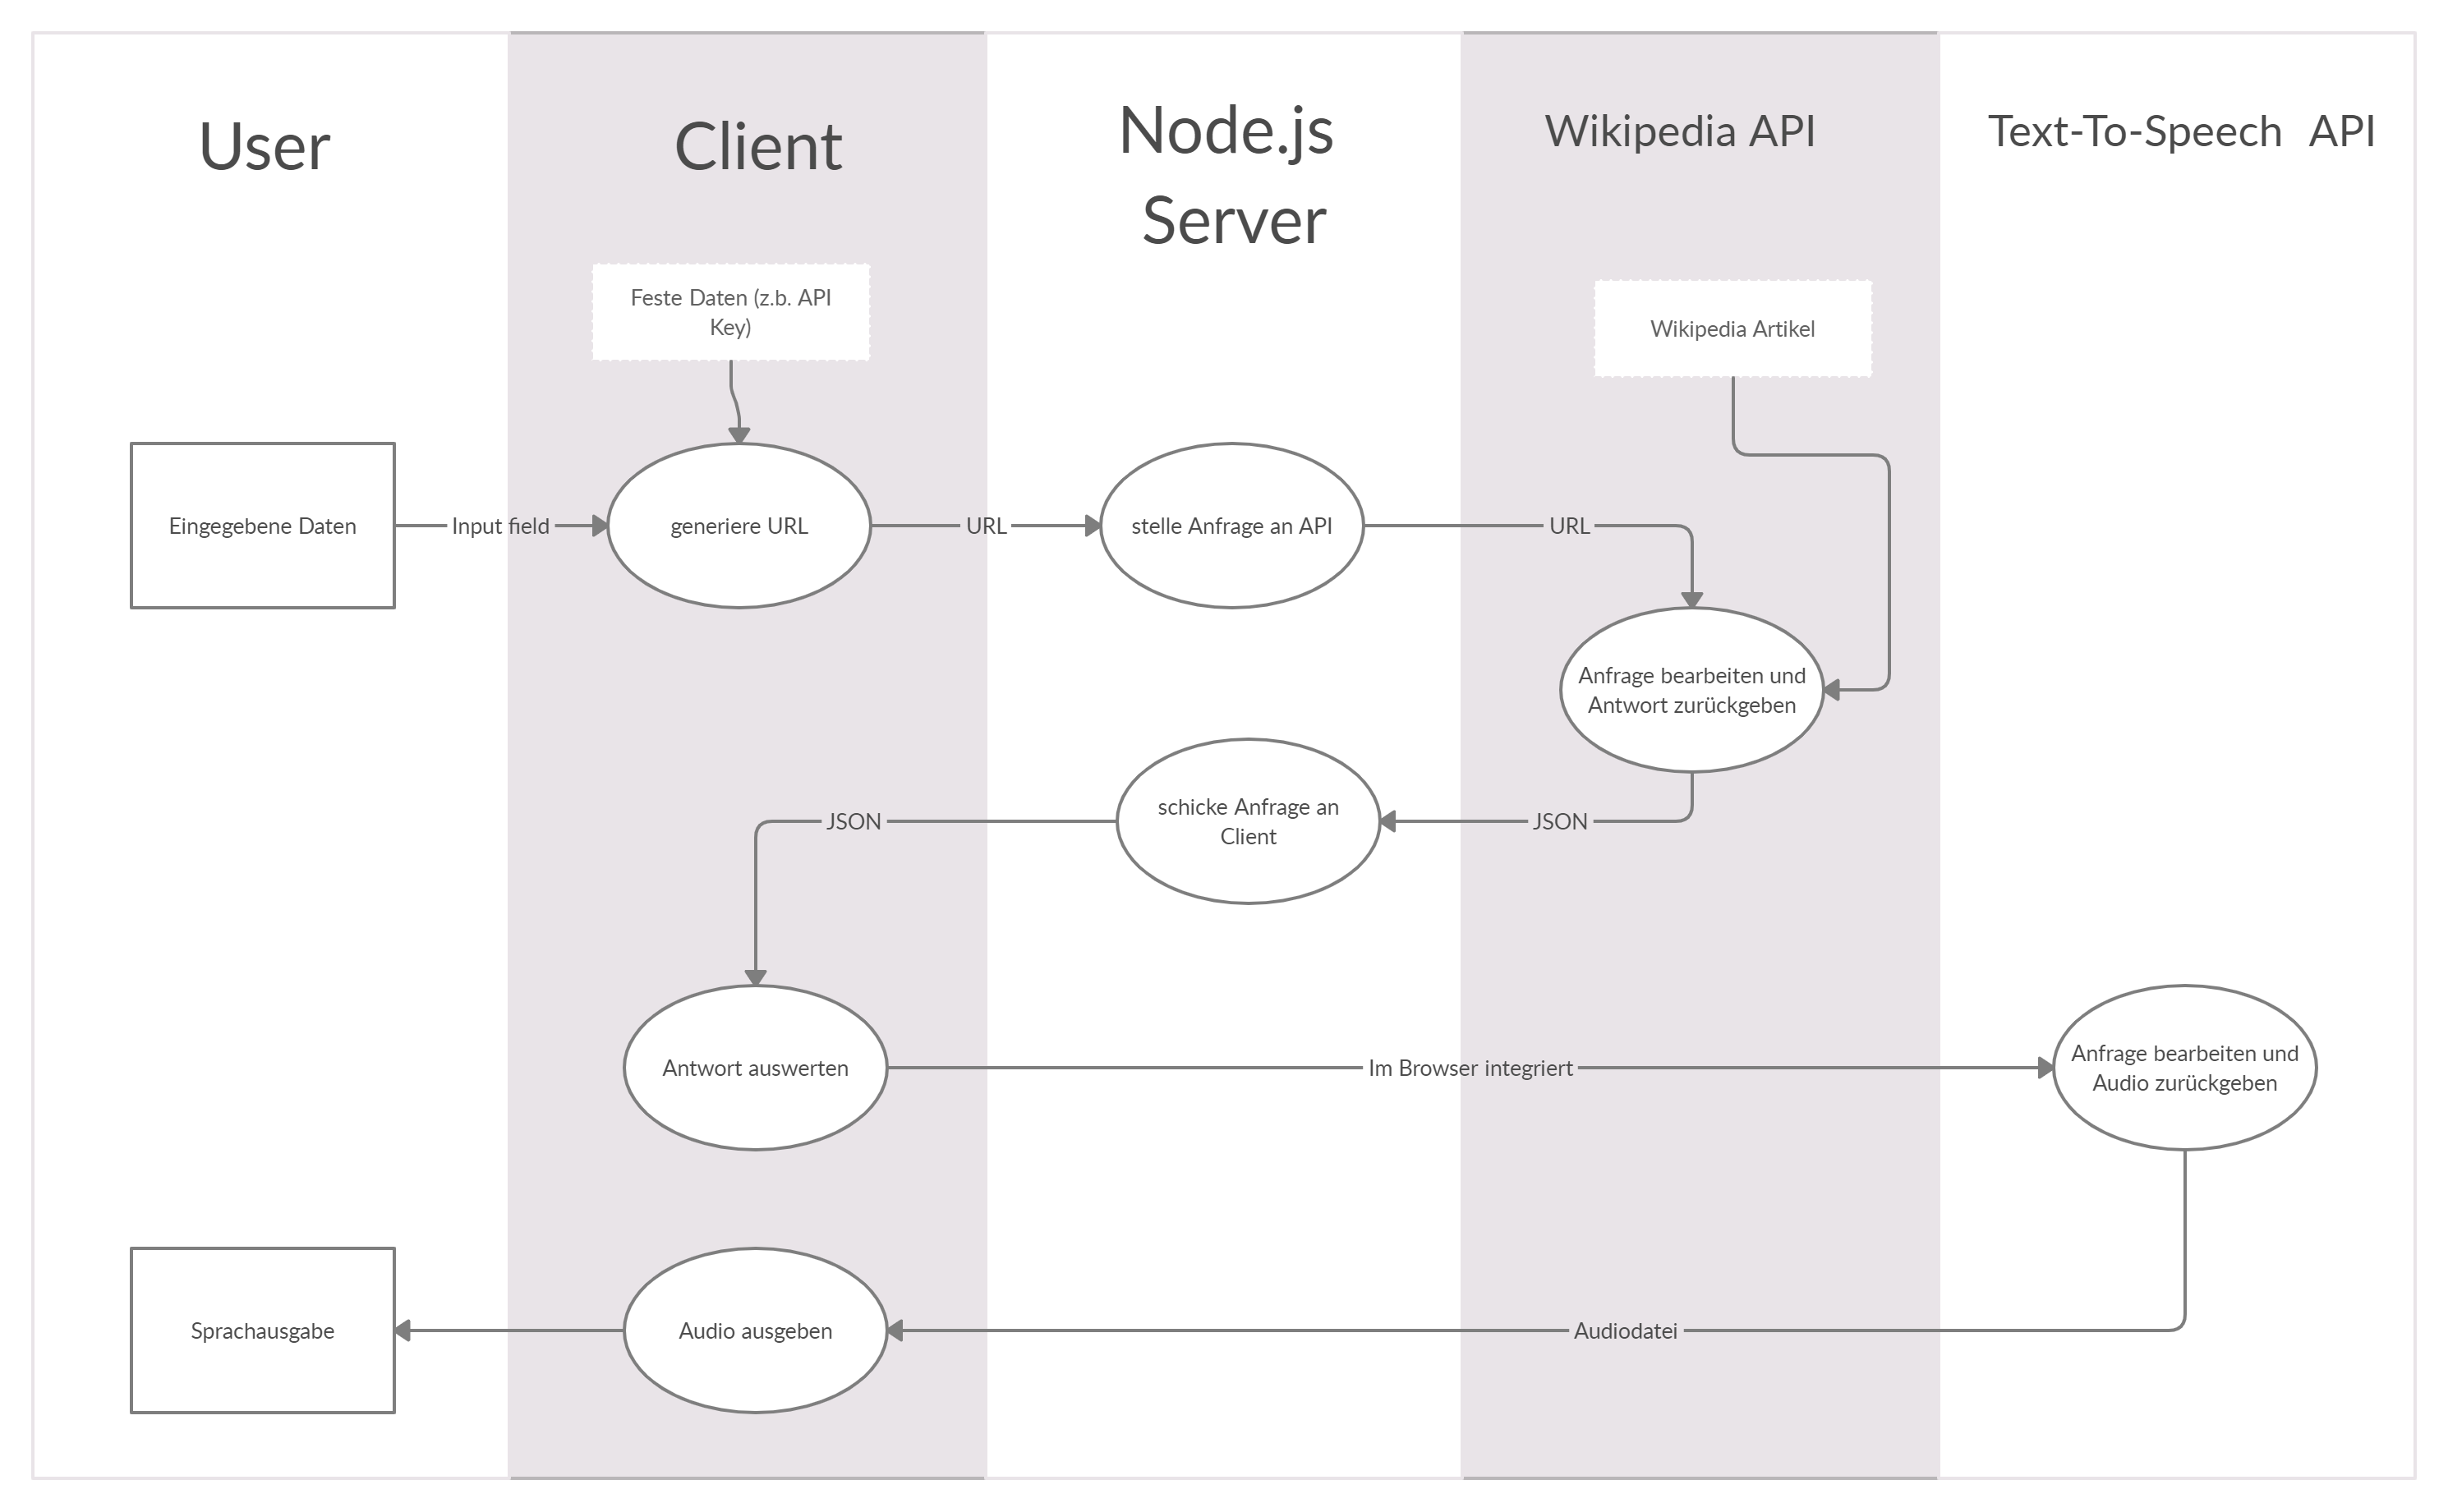 User
Client
Node.js
Server
Wikipedia API
Text-To-Speech API
Feste Daten (z.b. API
Key)
Wikipedia Artikel
Eingegebene Daten
Input field
generiere URL
URL
stelle Anfrage an API
URL
Anfrage bearbeiten und
Antwort zurückgeben
JSON
schicke Anfrage an
Client
JSON
Antwort auswerten
Im Browser integriert
Anfrage bearbeiten und
Audio zurückgeben
Sprachausgabe
Audio ausgeben
Audiodatei